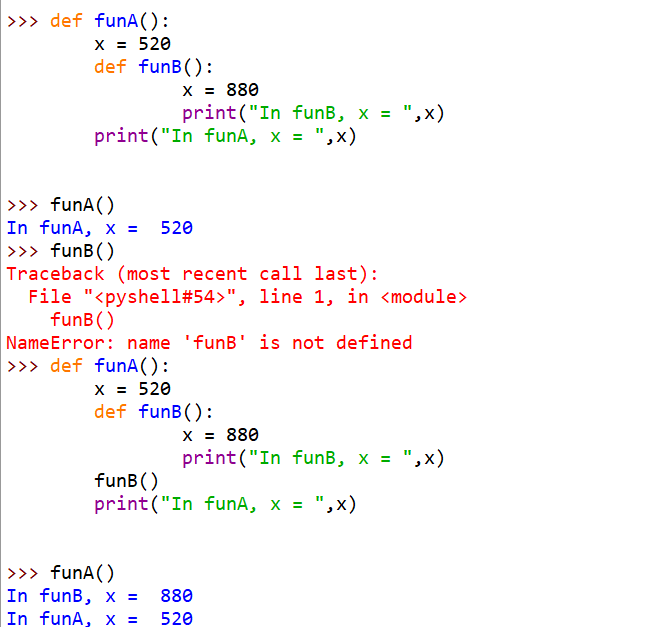 >>> def funA():
        x = 520
        def funB():
                x = 880
                print("In funB, x = ",x)
        print("In funA, x = ",x)
>>> funA()
In funA, x =  520
>>> funB()
Traceback (most recent call last):
  File "<pyshell#54>", line 1, in <module>
    funB()
NameError: name 'funB' is not defined
>>> def funA():
        x = 520
        def funB():
                x = 880
                print("In funB, x = ",x)
        funB()
        print("In funA, x = ",x)
>>> funA()
In funB, x =  880
In funA, x =  520